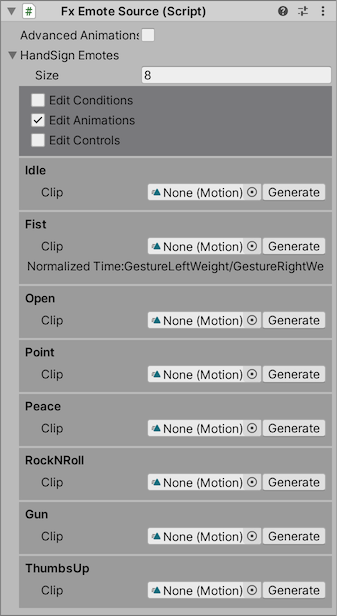 Fx Emote Source (Script)
Advanced Animations
HandSign Emotes
Size 8
Edit Conditions
Edit Animations
Edit Controls
Idle
Clip None (Motion) Generate
Fist
Clip None (Motion) Generate
Normalized Time:GestureLeftWeight/GestureRightWe
Open
Clip None (Motion) Generate
Point
Clip None (Motion) Generate
Peace
Clip None (Motion) Generate
RockNRoll
Clip None (Motion) Generate
Gun
Clip None (Motion) Generate
ThumbsUp
Clip None (Motion) Generate